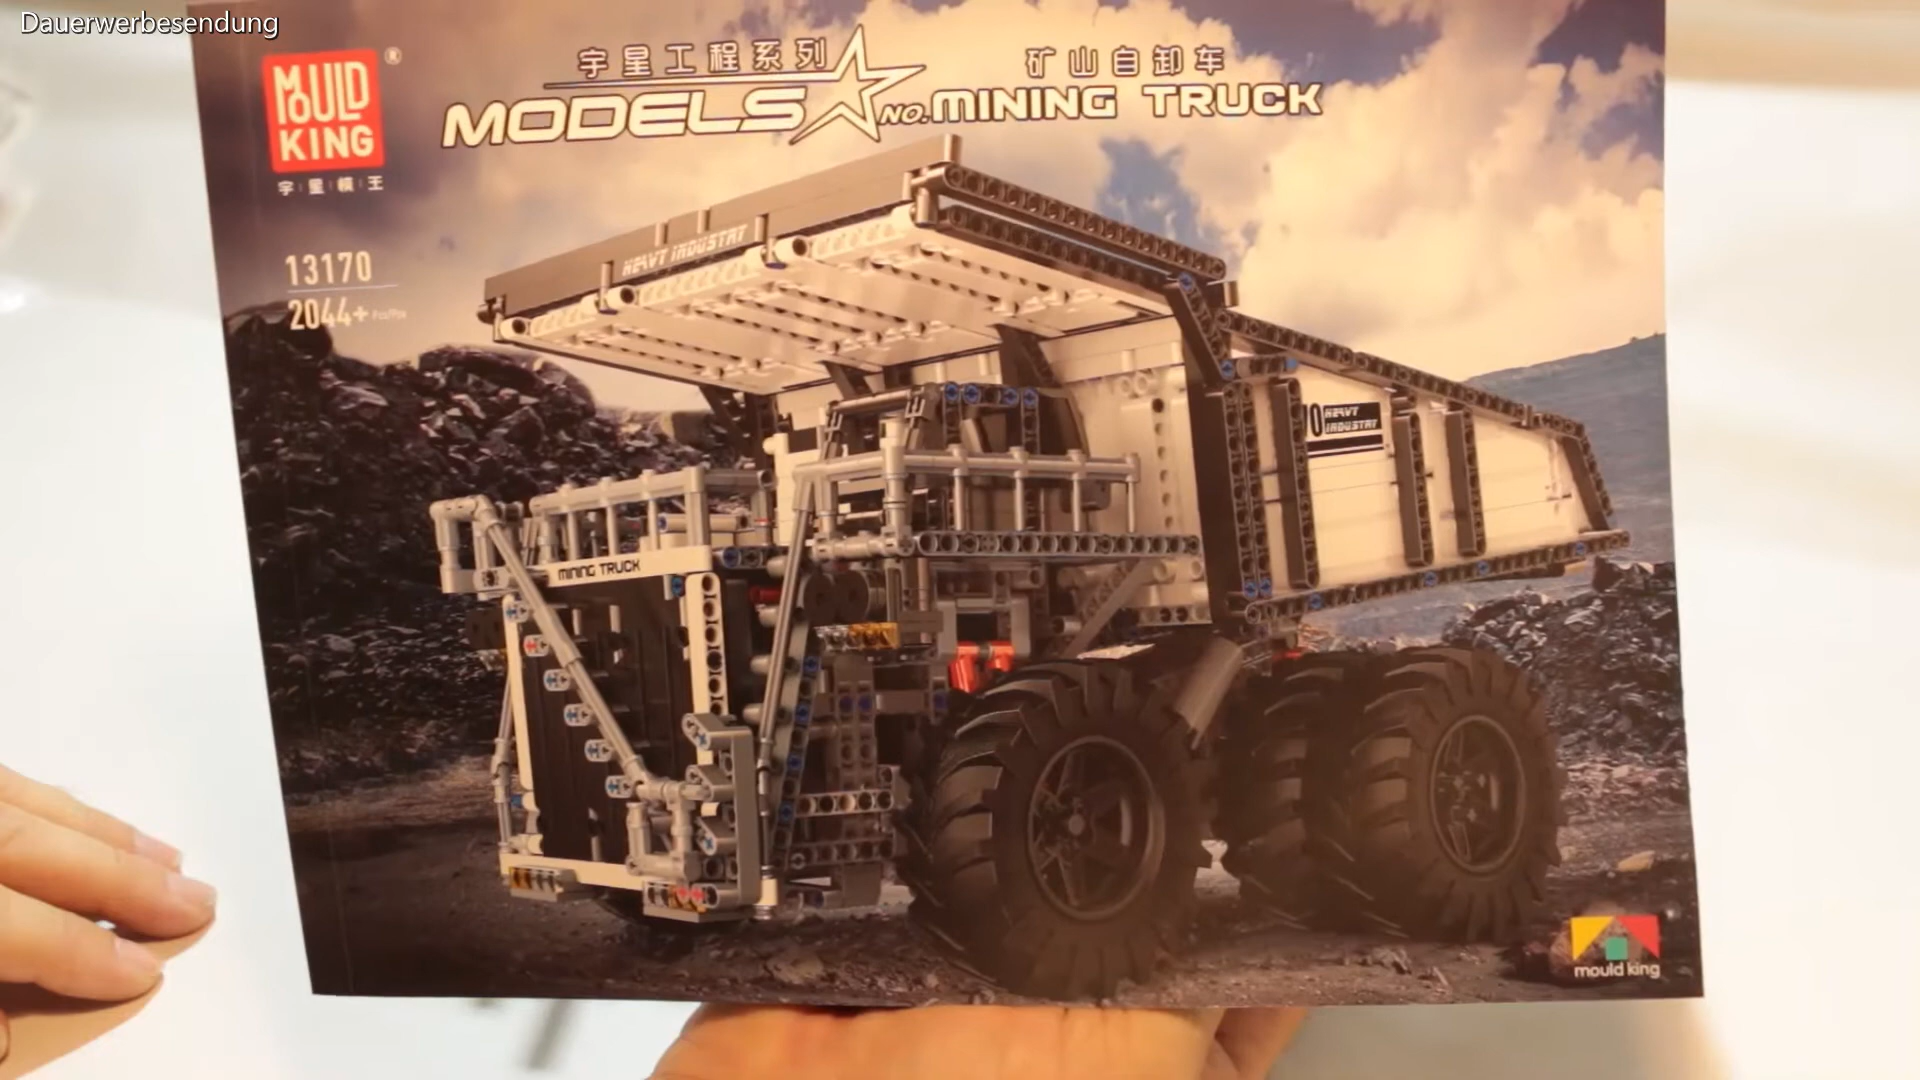 Dauerwerbesendung
MOULD KING ®
宇星模王
宇星工程系列
MODELS
矿山自卸车
NO. MINING TRUCK
13170
2044+
HEAVY INDUSTRY
HEAVY
INDUSTRY
MINING TRUCK
mould king